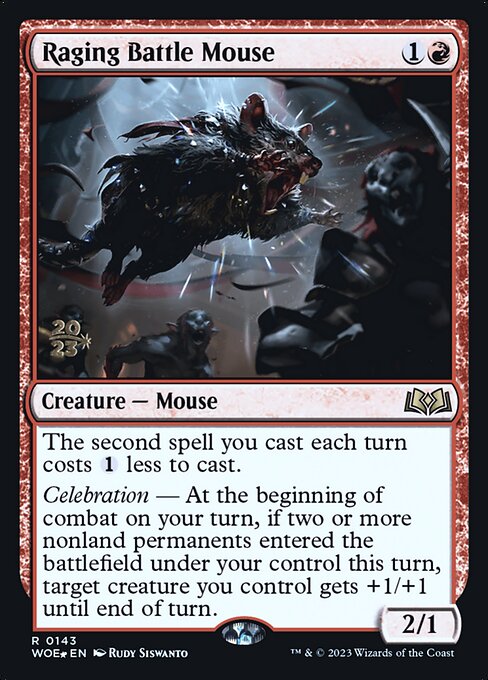 Raging Battle Mouse 1
20
23
Creature — Mouse
The second spell you cast each turn
costs 1 less to cast.
Celebration — At the beginning of
combat on your turn, if two or more
nonland permanents entered the
battlefield under your control this turn,
target creature you control gets +1/+1
until end of turn.
2/1
R 0143
WOE★EN Rudy Siswanto
™ & © 2023 Wizards of the Coast